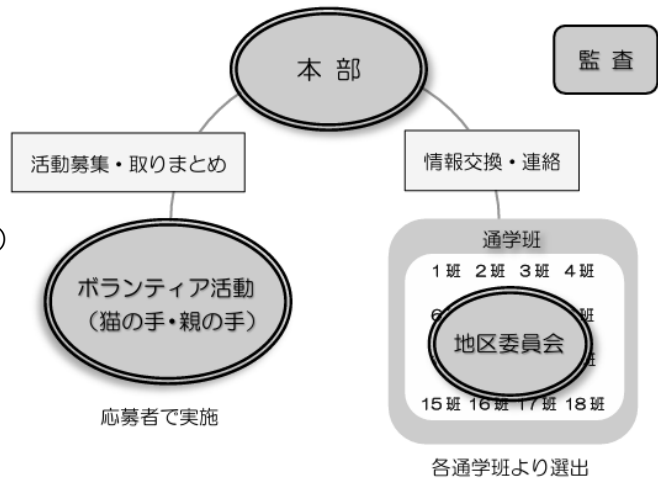 本 部
監 査
活動募集・取りまとめ
情報交換・連絡
通学班
1班 2班 3班 4班
ボランティア活動
（猫の手・親の手）
6
班
地区委員会
15班 16班 17班 18班
応募者で実施
各通学班より選出